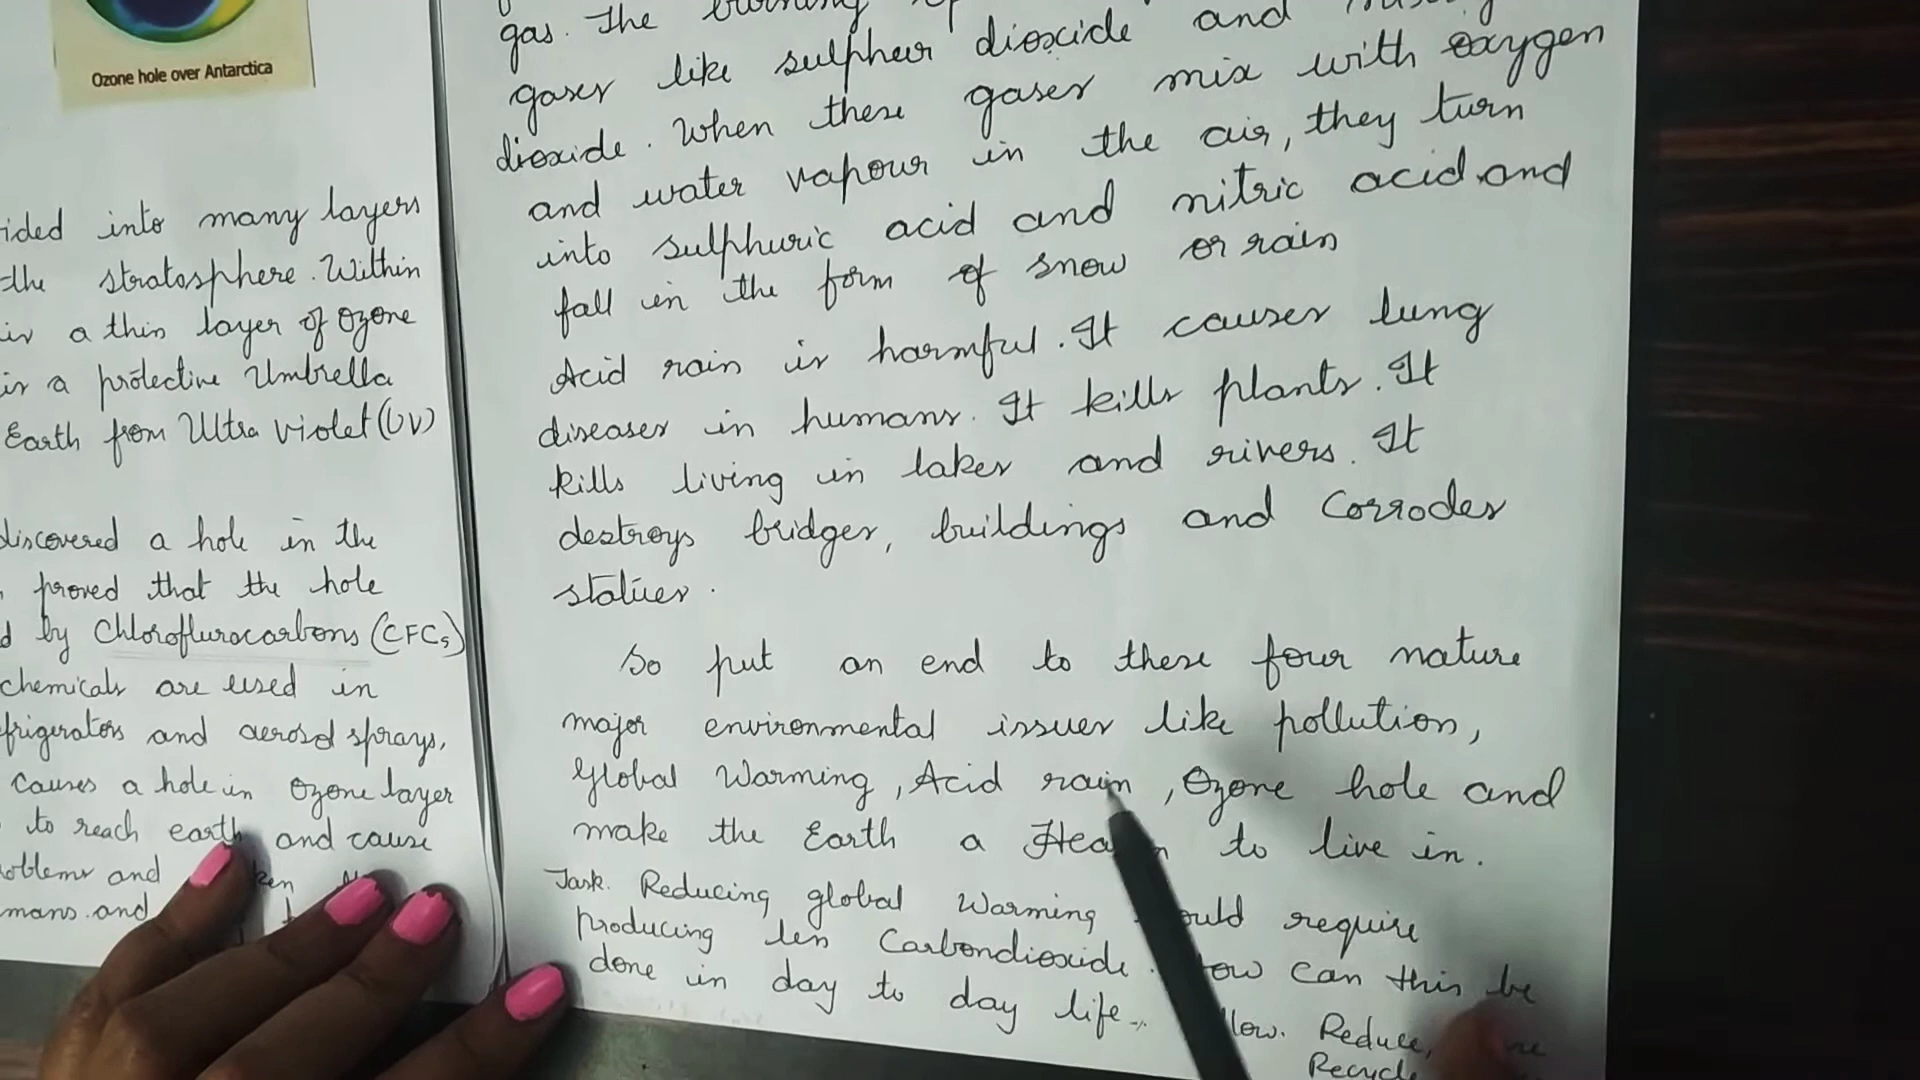 Ozone hole over Antarctica
ided into many layers
the stratosphere. Within
is a thin layer of Ozone
is a protective Umbrella
Earth from Ultra violet (UV)
discovered a hole in the
proved that the hole
d by Chloroflurocarbons (CFCs)
chemicals are used in
frigerators and aerosol sprays,
causes a hole in Ozone layer
to reach earth and cause
oblems and
mans and
gas. The burning of
gases like sulpheur dioxide and
dioxide. When these gases mix with oxygen
and water vapour in the air, they turn
into sulphuric acid and nitric acid and
fall in the form of snow or rain
Acid rain is harmful. It causes lung
diseases in humans. It kills plants. It
kills living in lakes and rivers. It
destroys bridges, buildings and Corrodes
statues.
So put an end to these four nature
major environmental issues like pollution,
Global Warming, Acid rain, Ozone hole and
make the Earth a Hea n to live in.
Task. Reducing global Warming ould require
producing less Carbondioxide. ow Can this be
done in day to day life.. llow. Reduce,
Recycle